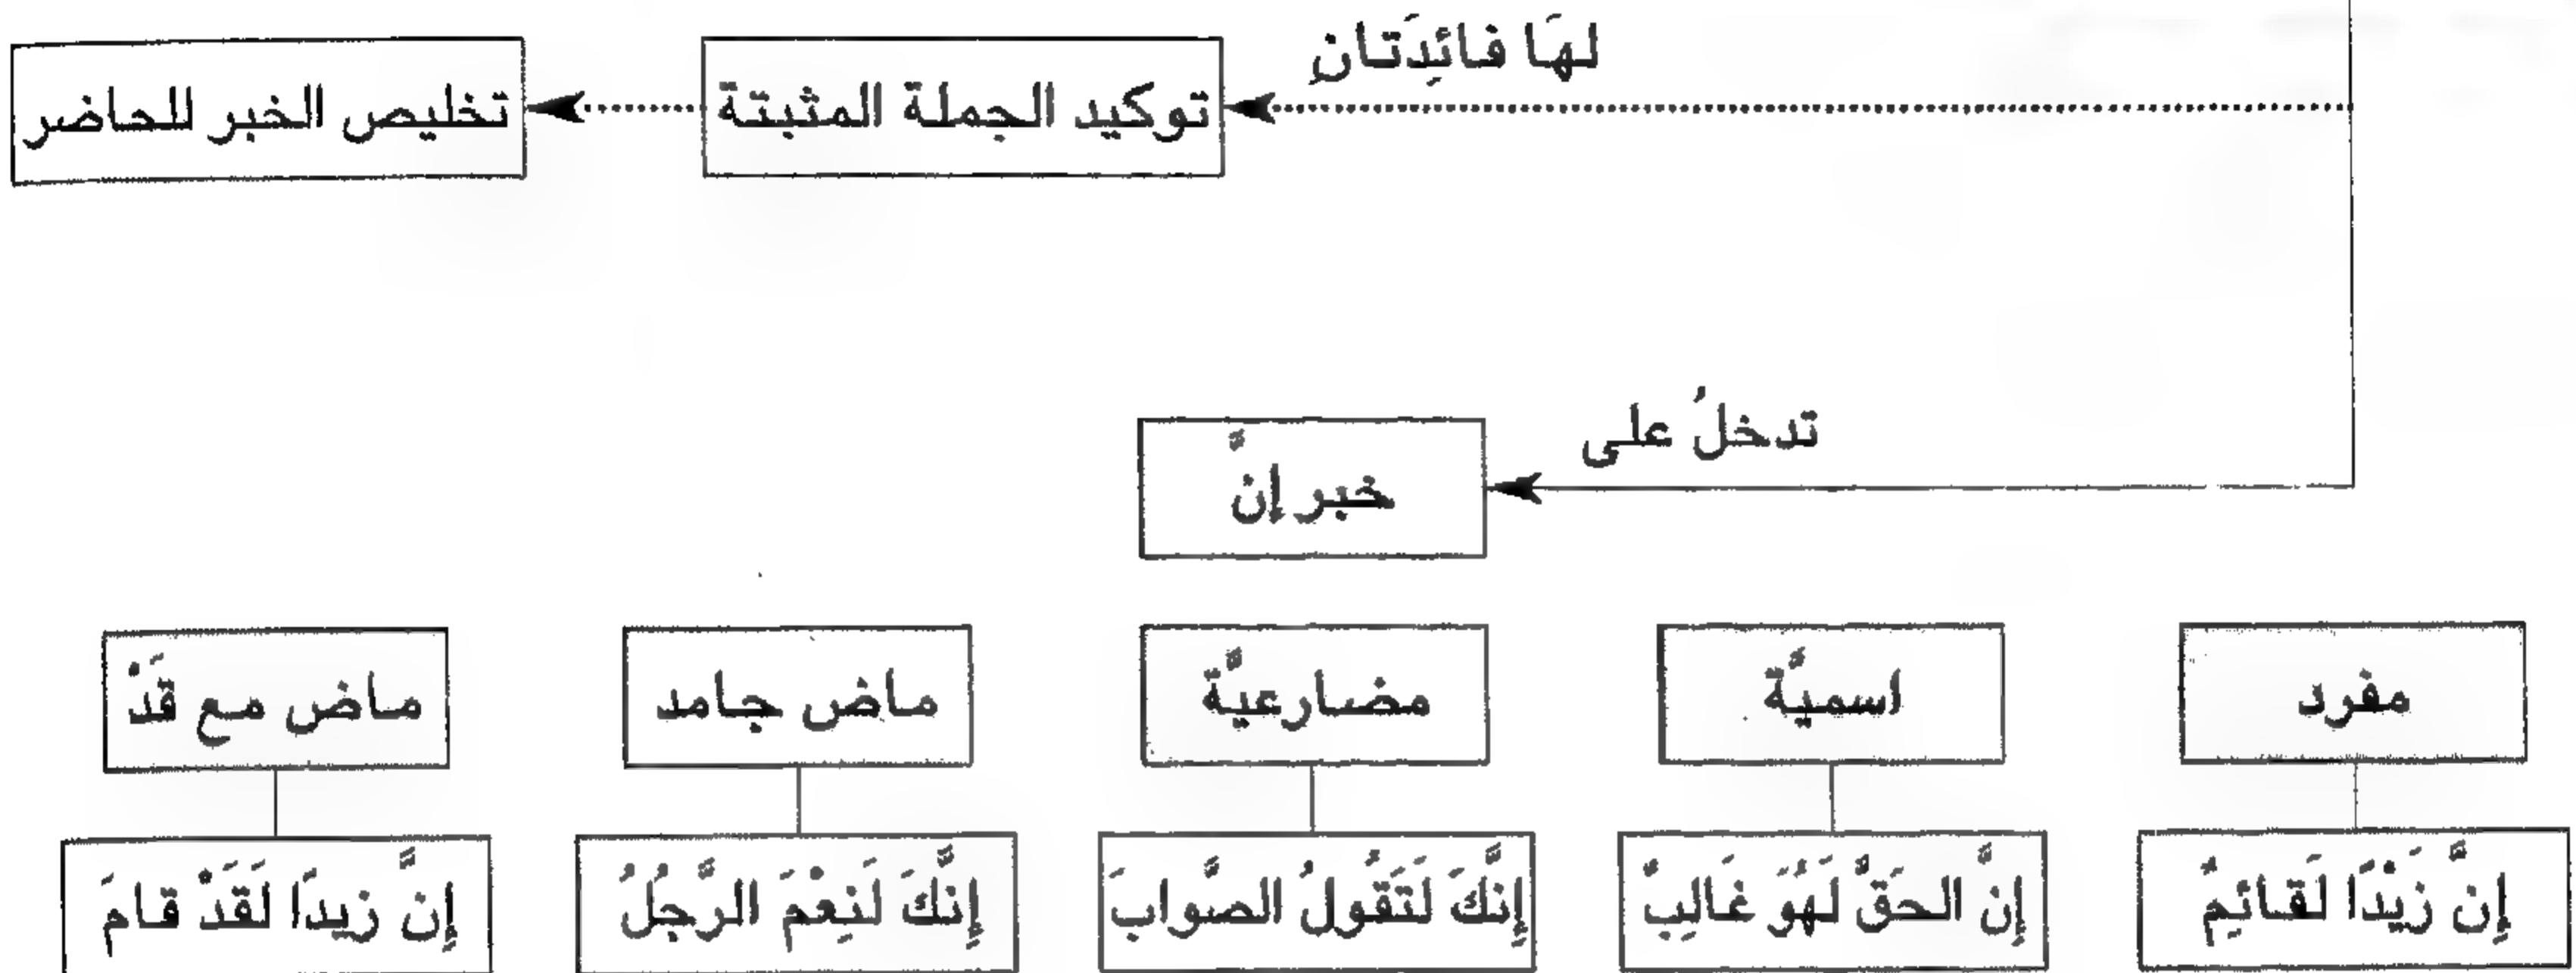 لهَا فائِدَتانِ
توكيد الجملة المثبتة
تخليص الخبر للحاضر
تدخلُ على
خبر إنَّ
مفرد
اسميَّة
مضارعيَّة
ماض جامد
ماض مع قَدْ
إِنَّ زَيْدًا لَقائِمٌ
إِنَّ الحَقَّ لَهُوَ غَالِبٌ
إِنَّكَ لَتَقُولُ الصَّوابَ
إِنَّكَ لَنِعْمَ الرَّجُلُ
إِنَّ زيدًا لَقَدْ قامَ